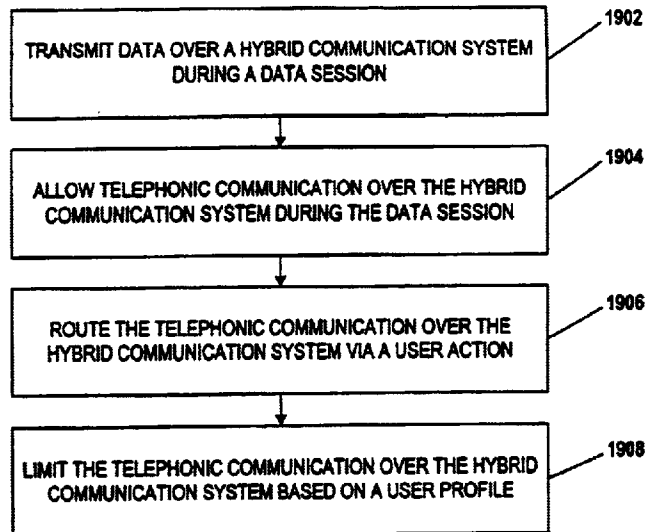 1902
TRANSMIT DATA OVER A HYBRID COMMUNICATION SYSTEM
DURING A DATA SESSION
1904
ALLOW TELEPHONIC COMMUNICATION OVER THE HYBRID
COMMUNICATION SYSTEM DURING THE DATA SESSION
1906
ROUTE THE TELEPHONIC COMMUNICATION OVER THE
HYBRID COMMUNICATION SYSTEM VIA A USER ACTION
1908
LIMIT THE TELEPHONIC COMMUNICATION OVER THE HYBRID
COMMUNICATION SYSTEM BASED ON A USER PROFILE